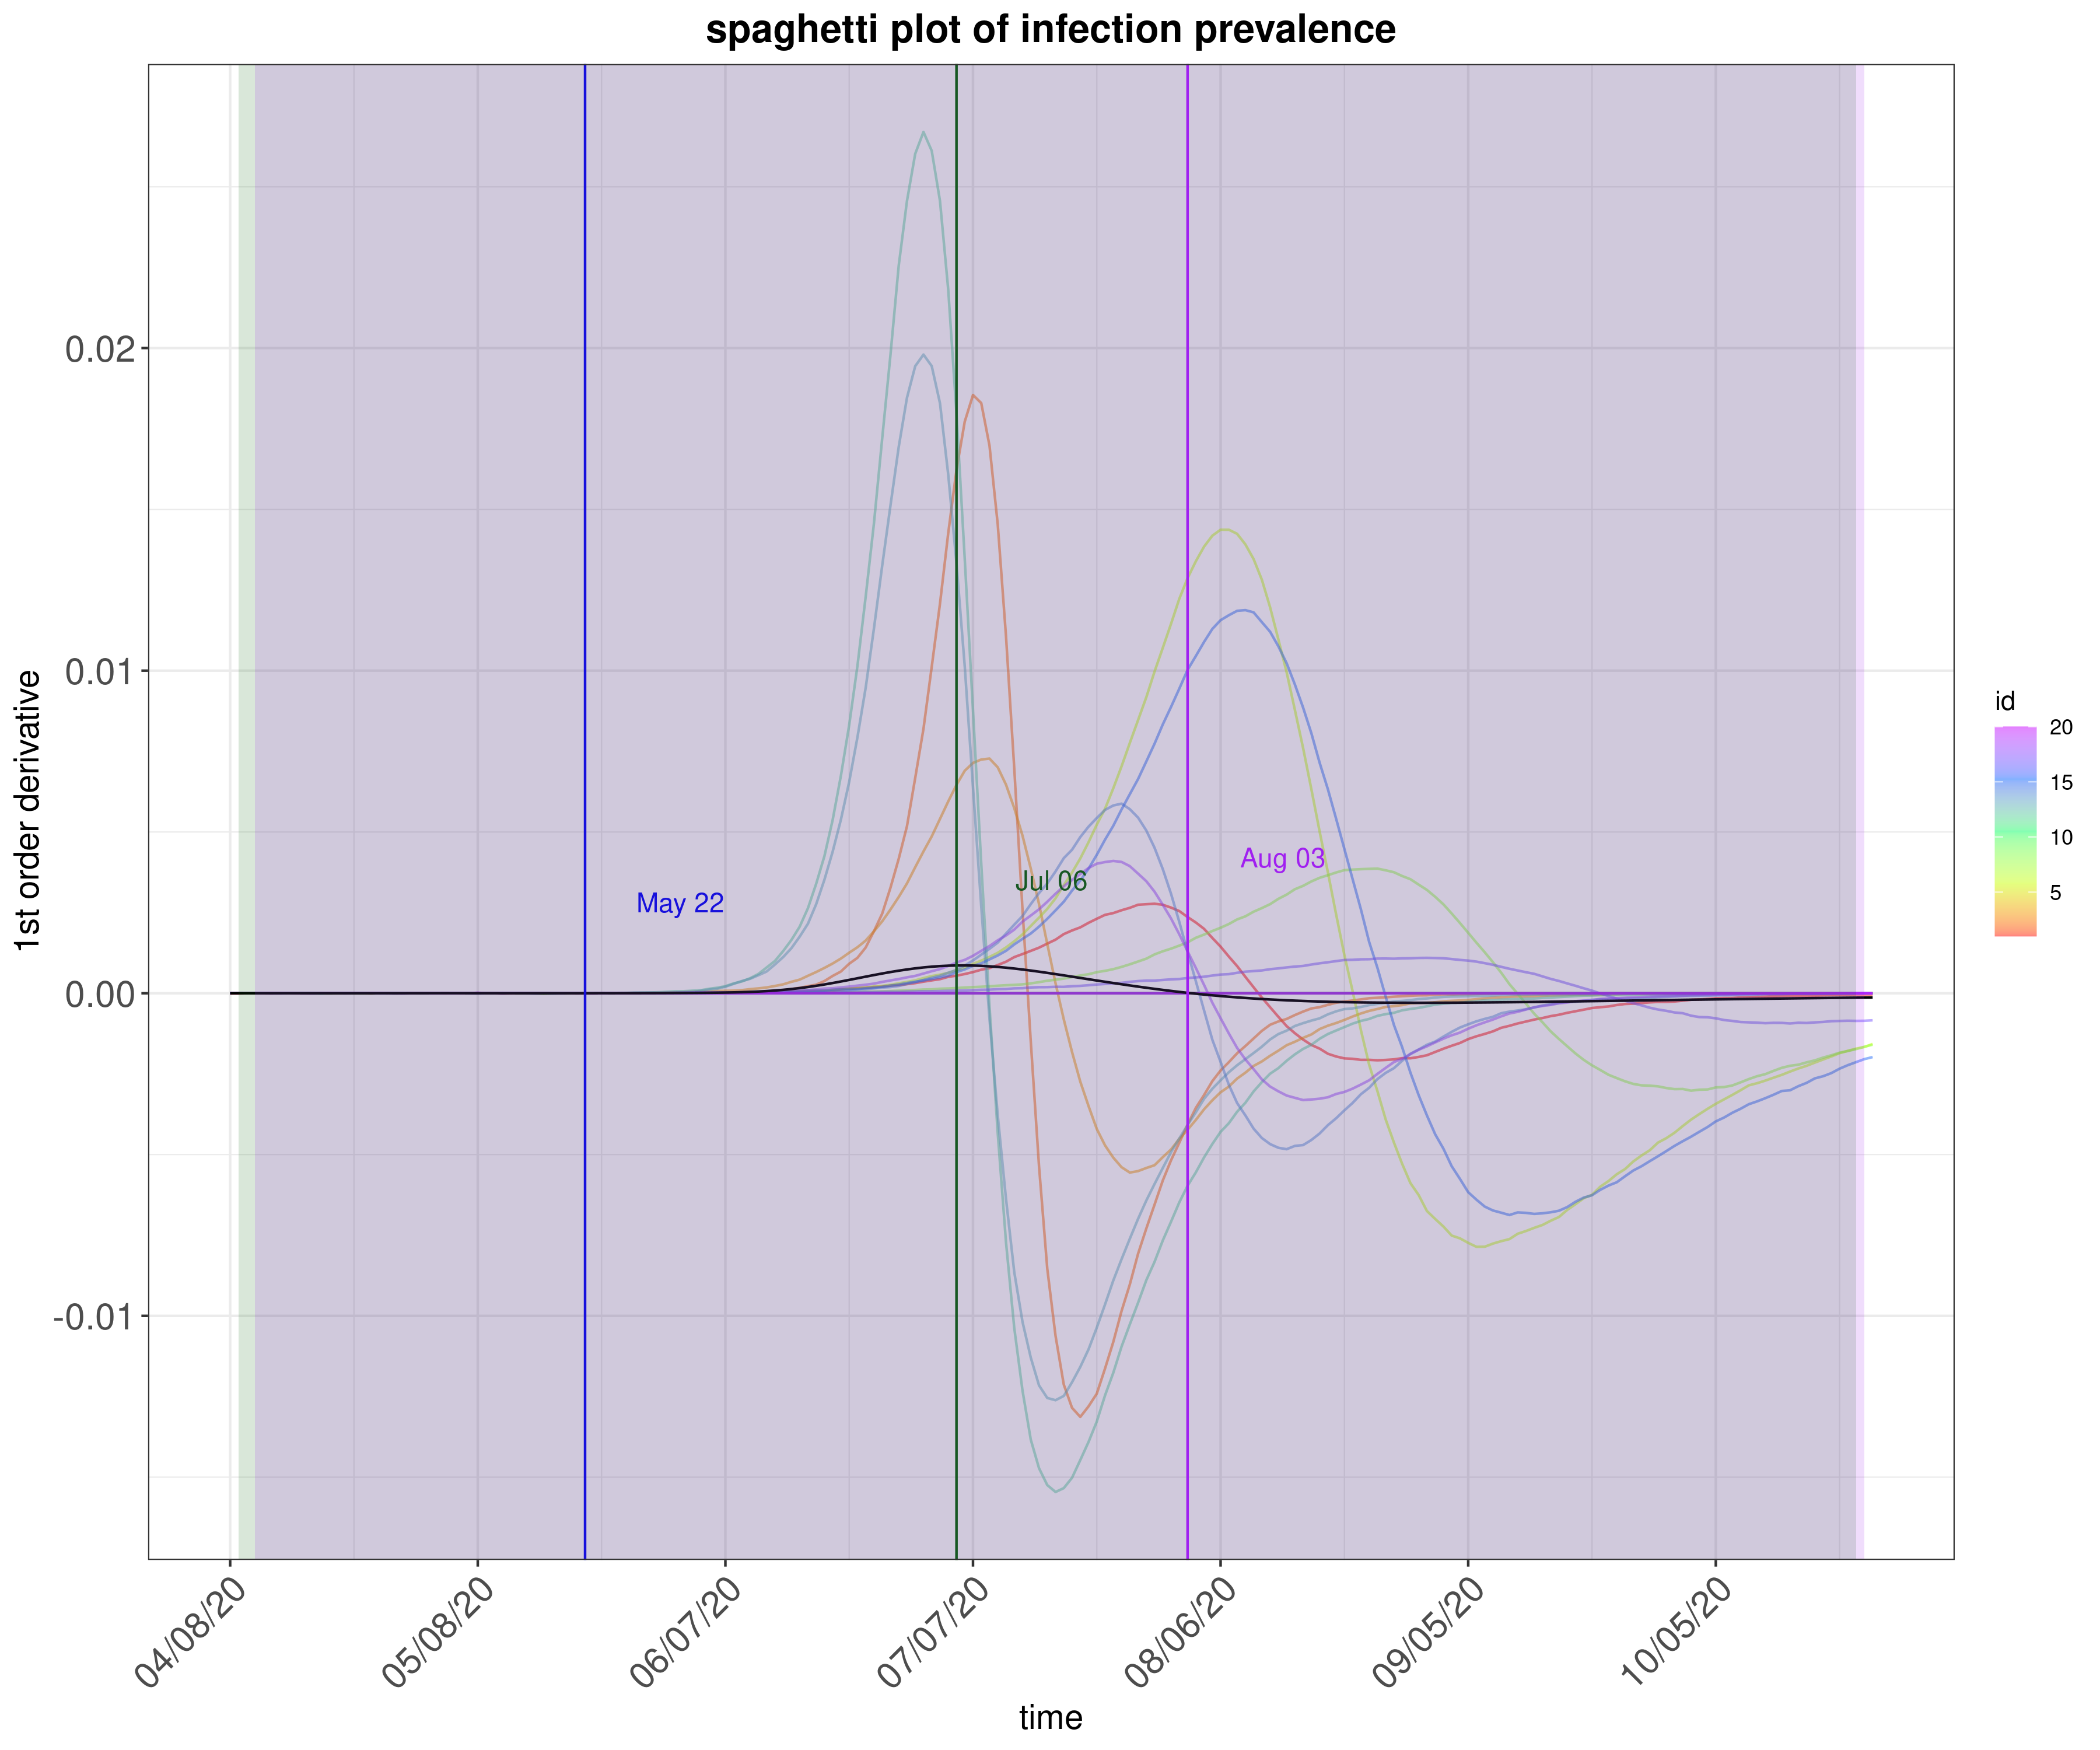 spaghetti plot of infection prevalence
1st order derivative
0.02
0.01
0.00
-0.01
May 22
Jul 06
Aug 03
04/08/20
05/08/20
06/07/20
07/07/20
08/06/20
09/05/20
10/05/20
time
id
20
15
10
5